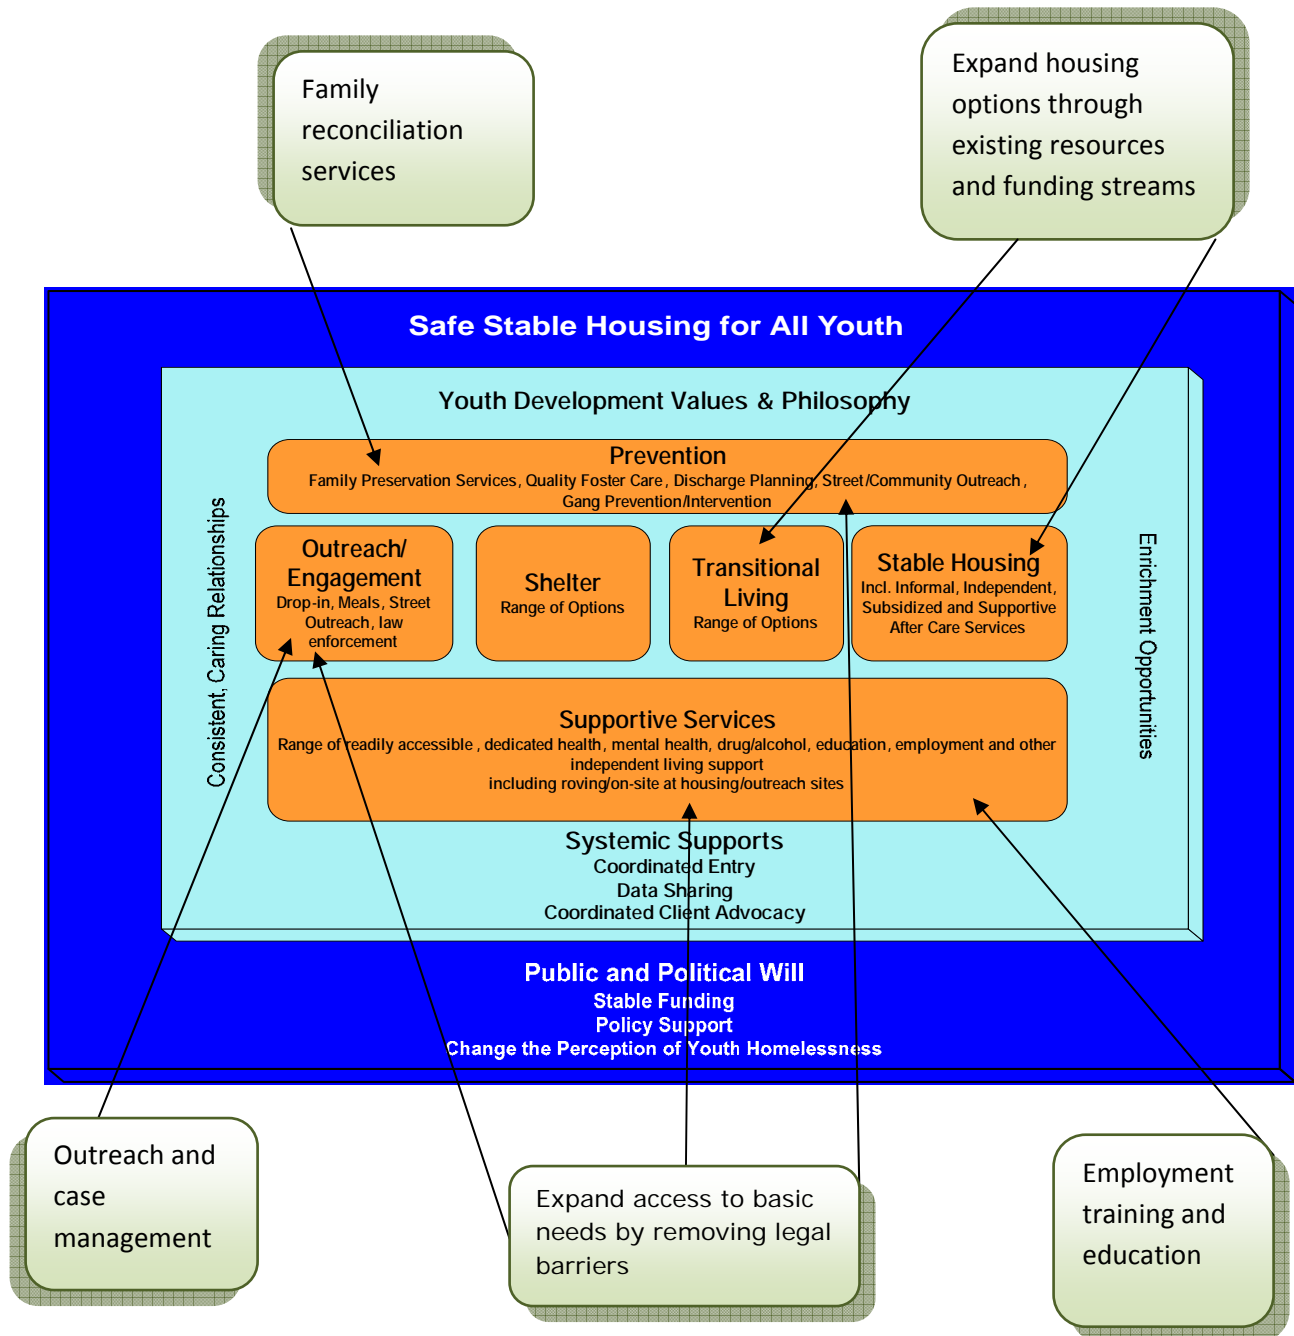 Family
reconciliation
services
Expand housing
options through
existing resources
and funding streams
Safe Stable Housing for All Youth
Youth Development Values & Philosophy
Consistent, Caring Relationships
Prevention
Family Preservation Services, Quality Foster Care , Discharge Planning, Street/Community Outreach ,
Gang Prevention/Intervention
Outreach/
Engagement
Drop-in, Meals, Street
Outreach, law
enforcement
Shelter
Range of Options
Transitional
Living
Range of Options
Stable Housing
Incl. Informal, Independent,
Subsidized and Supportive
After Care Services
Enrichment Opportunities
Supportive Services
Range of readily accessible , dedicated health, mental health, drug/alcohol, education, employment and other
independent living support
including roving/on-site at housing/outreach sites
Systemic Supports
Coordinated Entry
Data Sharing
Coordinated Client Advocacy
Public and Political Will
Stable Funding
Policy Support
Change the Perception of Youth Homelessness
Outreach and
case
management
Expand access to basic
needs by removing legal
barriers
Employment
training and
education